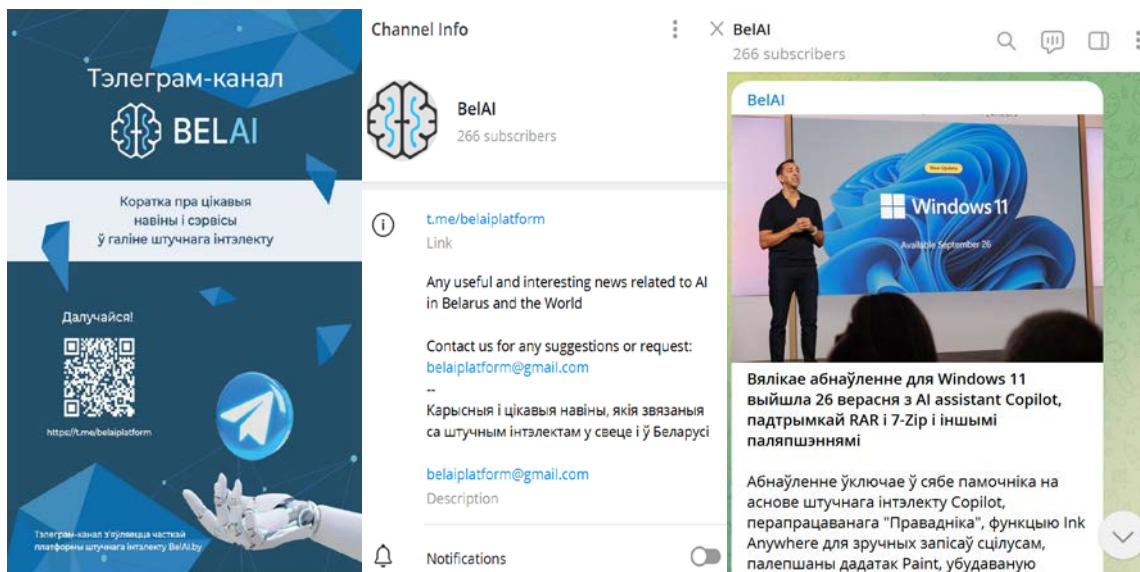 Тэлеграм-канал
BELAI
Коратка пра цікавыя
навіны і сэрвісы
ў галіне штучнага інтэлекту
Далучайся!
https://t.me/belaiplatform
Тэлеграм-канал з'яўляецца часткай
платформы штучнага інтэлекту BelAI.by
Channel Info
BelAI
266 subscribers
t.me/belaiplatform
Link
Any useful and interesting news related to AI
in Belarus and the World
Contact us for any suggestions or request:
belaiplatform@gmail.com
--
Карысныя і цікавыя навіны, якія звязаныя
са штучным інтэлектам у свеце і ў Беларусі
belaiplatform@gmail.com
Description
Notifications
BelAI
266 subscribers
BelAI
New Update
Windows 11
Available September 26
Вялікае абнаўленне для Windows 11
выйшла 26 верасня з AI assistant Copilot,
падтрымкай RAR і 7-Zip і іншымі
паляпшэннямі
Абнаўленне ўключае ў сябе памочніка на
аснове штучнага інтэлекту Copilot,
перапрацаванага "Правадніка", функцыю Ink
Anywhere для зручных запісаў сцілусам,
палепшаны дадатак Paint, убудаваную